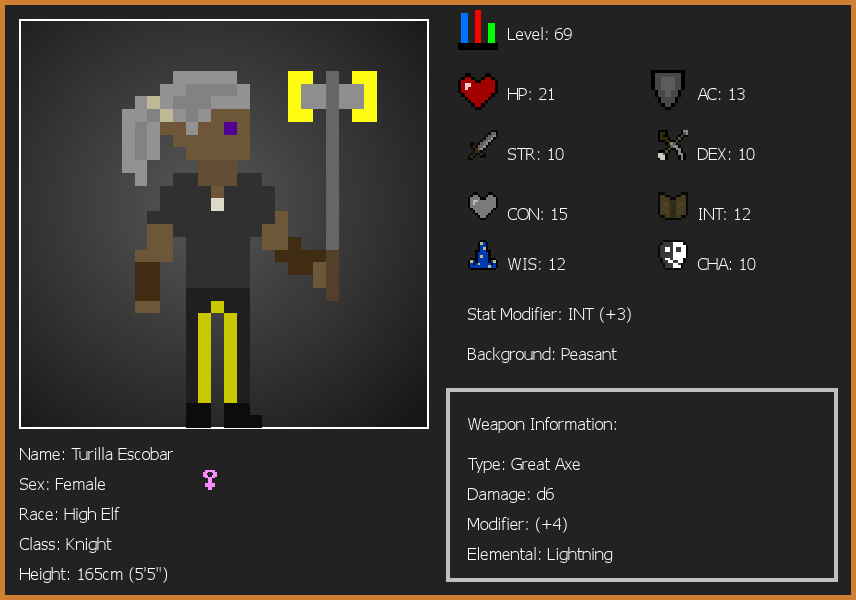 Level: 69
HP: 21
AC: 13
STR: 10
DEX: 10
CON: 15
INT: 12
WIS: 12
CHA: 10
Stat Modifier: INT (+3)
Background: Peasant
Weapon Information:
Type: Great Axe
Damage: d6
Modifier: (+4)
Elemental: Lightning
Name: Turilla Escobar
Sex: Female
Race: High Elf
Class: Knight
Height: 165cm (5'5")